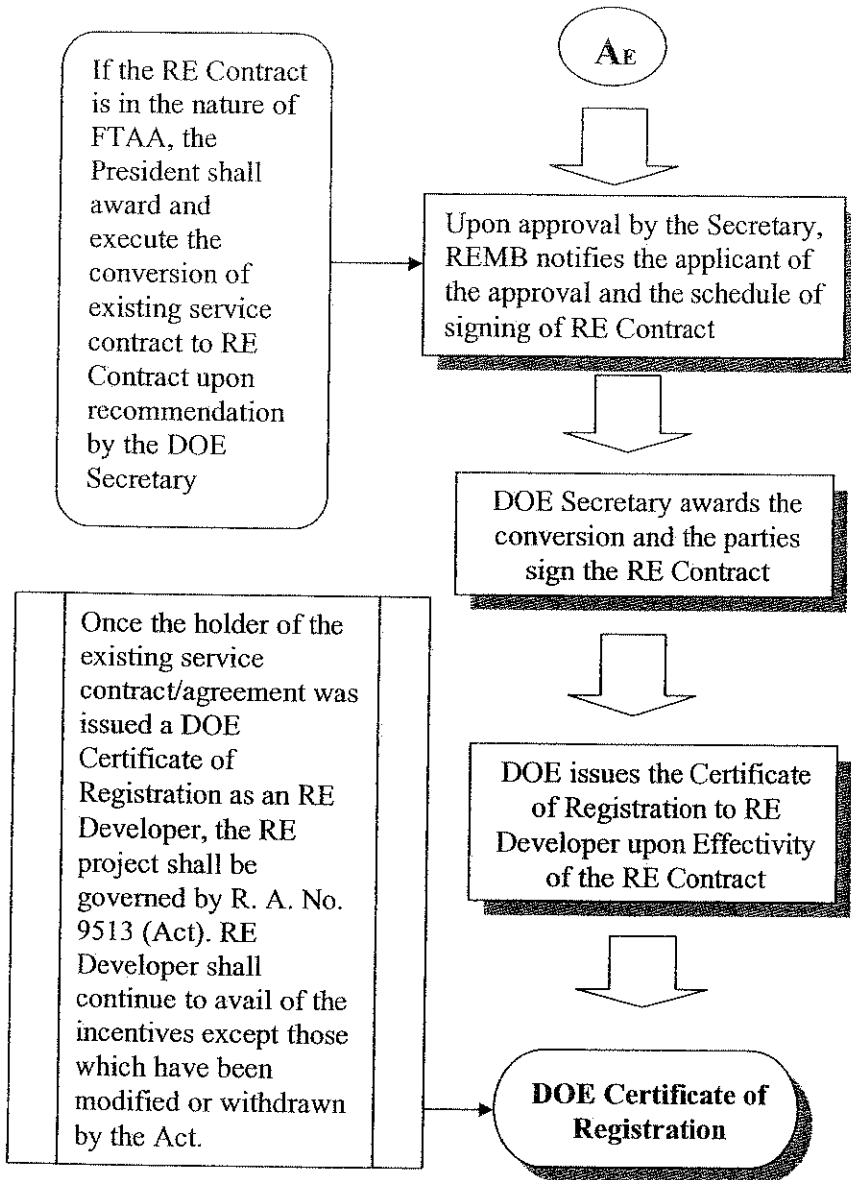 If the RE Contract
is in the nature of
FTAA, the
President shall
award and
execute the
conversion of
existing service
contract to RE
Contract upon
recommendation
by the DOE
Secretary
AE
Upon approval by the Secretary,
REMB notifies the applicant of
the approval and the schedule of
signing of RE Contract
DOE Secretary awards the
conversion and the parties
sign the RE Contract
Once the holder of the
existing service
contract/agreement was
issued a DOE
Certificate of
Registration as an RE
Developer, the RE
project shall be
governed by R. A. No.
9513 (Act). RE
Developer shall
continue to avail of the
incentives except those
which have been
modified or withdrawn
by the Act.
DOE issues the Certificate
of Registration to RE
Developer upon Effectivity
of the RE Contract
DOE Certificate of
Registration